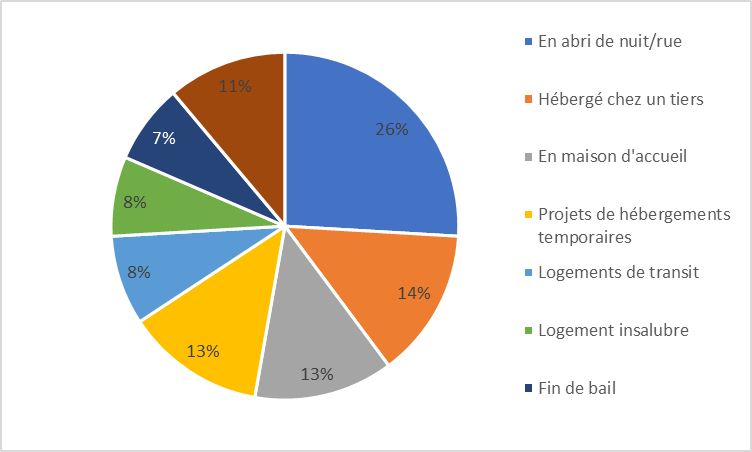 11%
26%
7%
8%
8%
14%
13%
13%
En abri de nuit/rue
Hébergé chez un tiers
En maison d'accueil
Projets de hébergements
temporaires
Logements de transit
Logement insalubre
Fin de bail